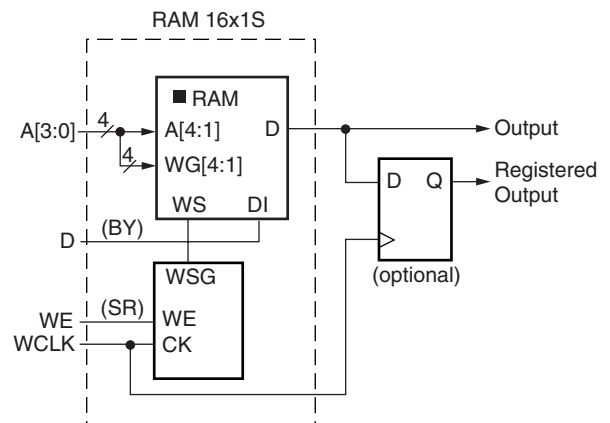 RAM 16x1S
RAM
A[3:0]
4
A[4:1]
D
Output
4
WG[4:1]
D
Q
Registered
Output
WS
DI
D
(BY)
WSG
(optional)
WE
(SR)
WE
WCLK
CK